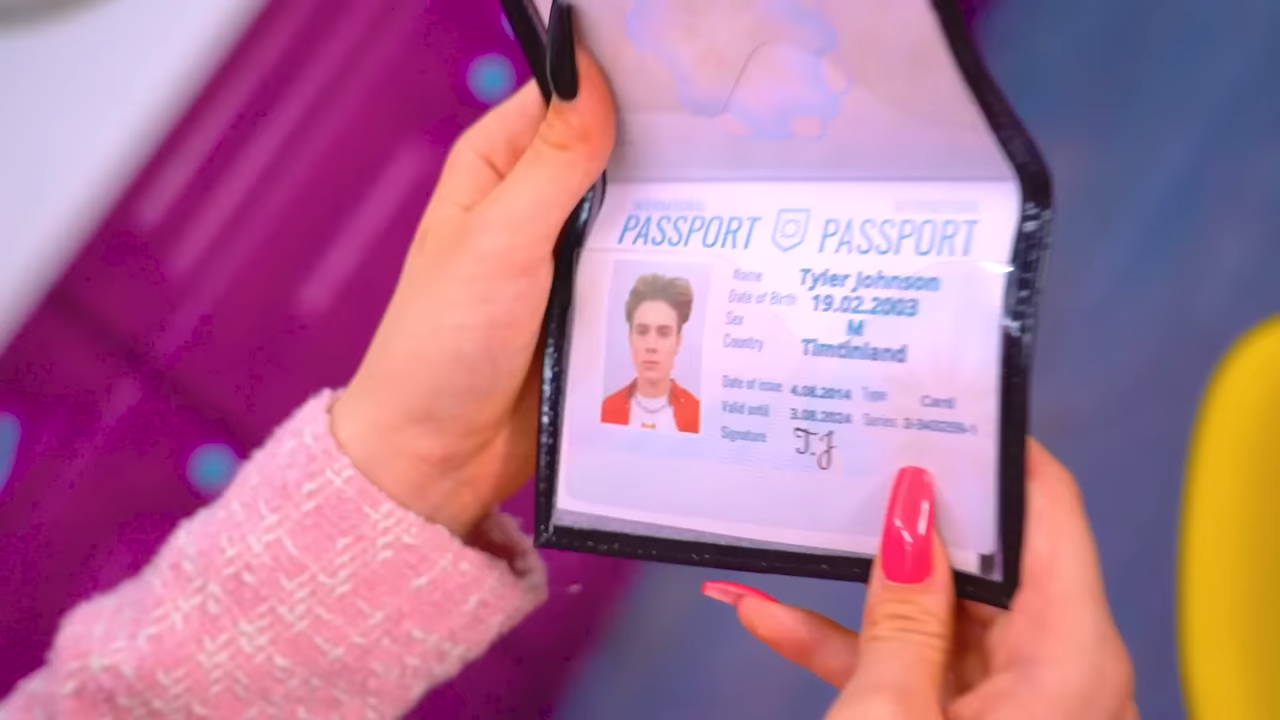 PASSPORT PASSPORT
Name Tyler Johnson
Date of Birth 19.02.2003
Sex M
Country Timtinland
Date of issue 4.08.2014 Type
Valid until 3.08.2024 Series
Signature T.J